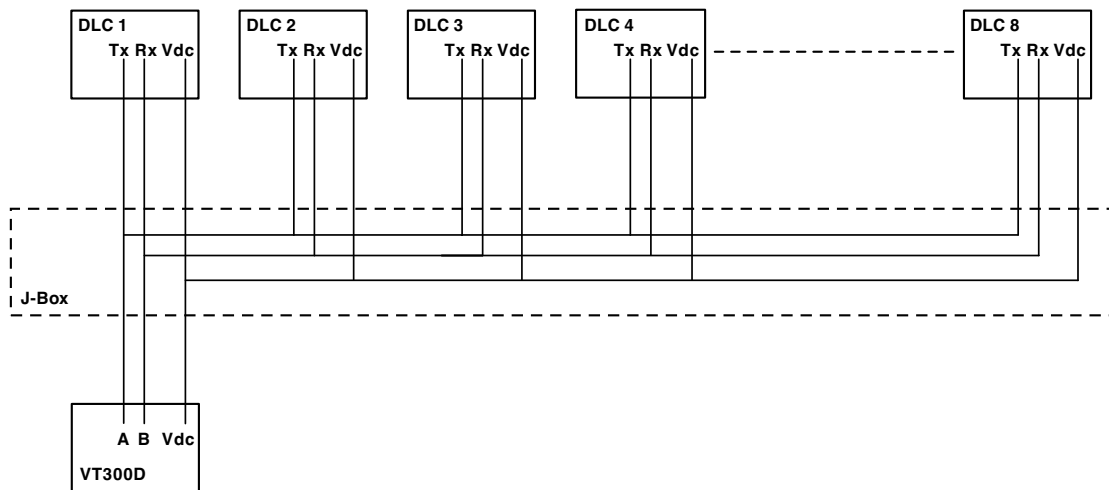 DLC 1
Tx Rx Vdc
DLC 2
Tx Rx Vdc
DLC 3
Tx Rx Vdc
DLC 4
Tx Rx Vdc
DLC 8
Tx Rx Vdc
J-Box
A B Vdc
VT300D